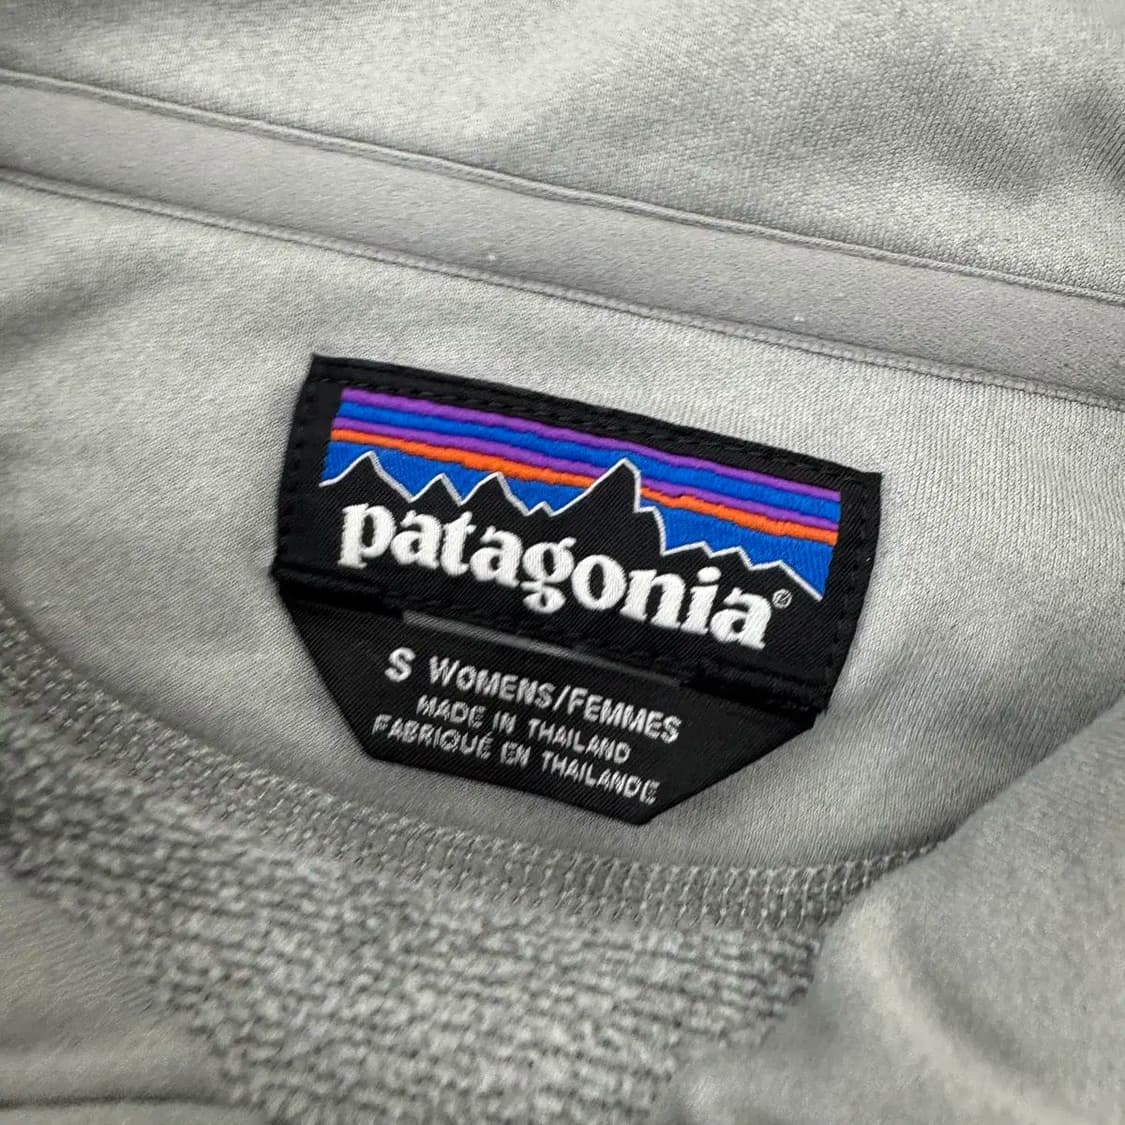 patagonia®
S WOMENS/FEMMES
MADE IN THAILAND
FABRIQUÉ EN THAILANDE